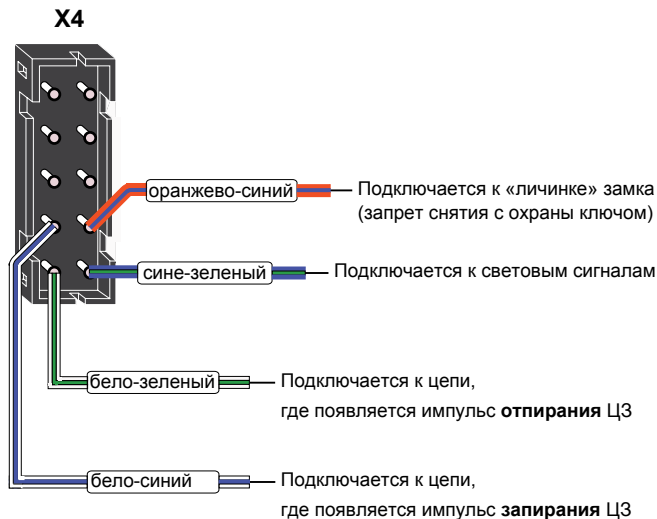 X4
оранжево-синий
Подключается к «личинке» замка
(запрет снятия с охраны ключом)
сине-зеленый
Подключается к световым сигналам
бело-зеленый
Подключается к цепи,
где появляется импульс отпирания ЦЗ
бело-синий
Подключается к цепи,
где появляется импульс запирания ЦЗ